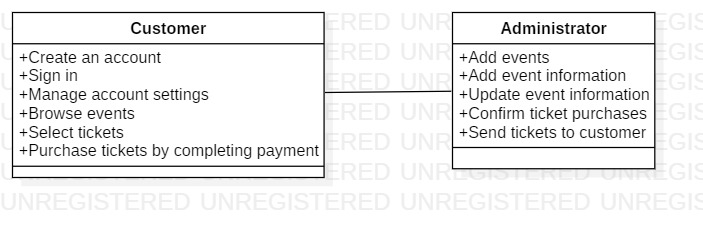 Customer
+Create an account
+Sign in
+Manage account settings
+Browse events
+Select tickets
+Purchase tickets by completing payment
Administrator
+Add events
+Add event information
+Update event information
+Confirm ticket purchases
+Send tickets to customer
UNREGISTERED UNREGISTERED UNREGISTERED UNREGIS